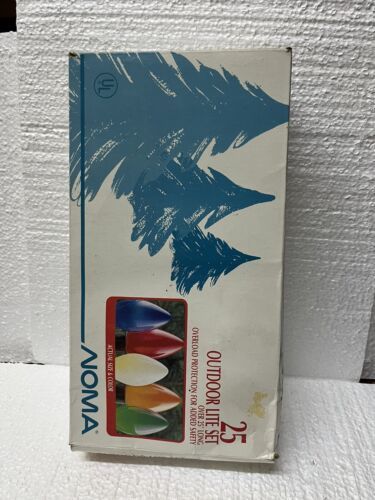 UL
25
OUTDOOR LITE SET
OVER 25' LONG
OVERLOAD PROTECTION FOR ADDED SAFETY
ACTUAL SIZE & COLOR
NOMA®